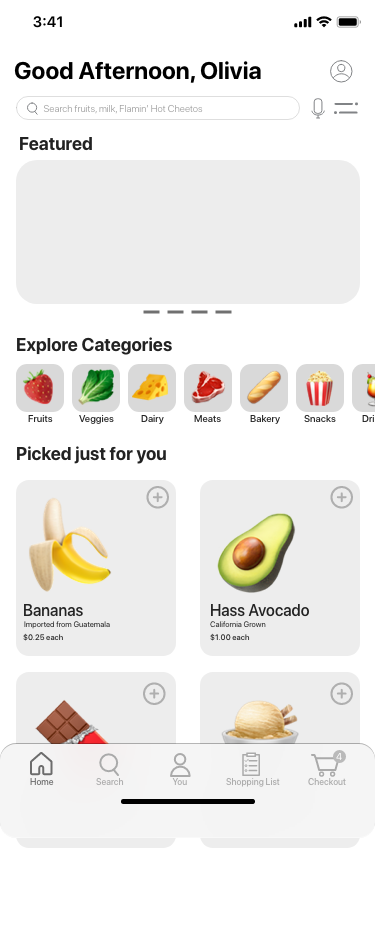 3:41
Good Afternoon, Olivia
Search fruits, milk, Flamin' Hot Cheetos
Featured
Explore Categories
Fruits Veggies Dairy Meats Bakery Snacks Dri
Picked just for you
Bananas
Imported from Guatemala
$0.25 each
Hass Avocado
California Grown
$1.00 each
4
Home Search You Shopping List Checkout